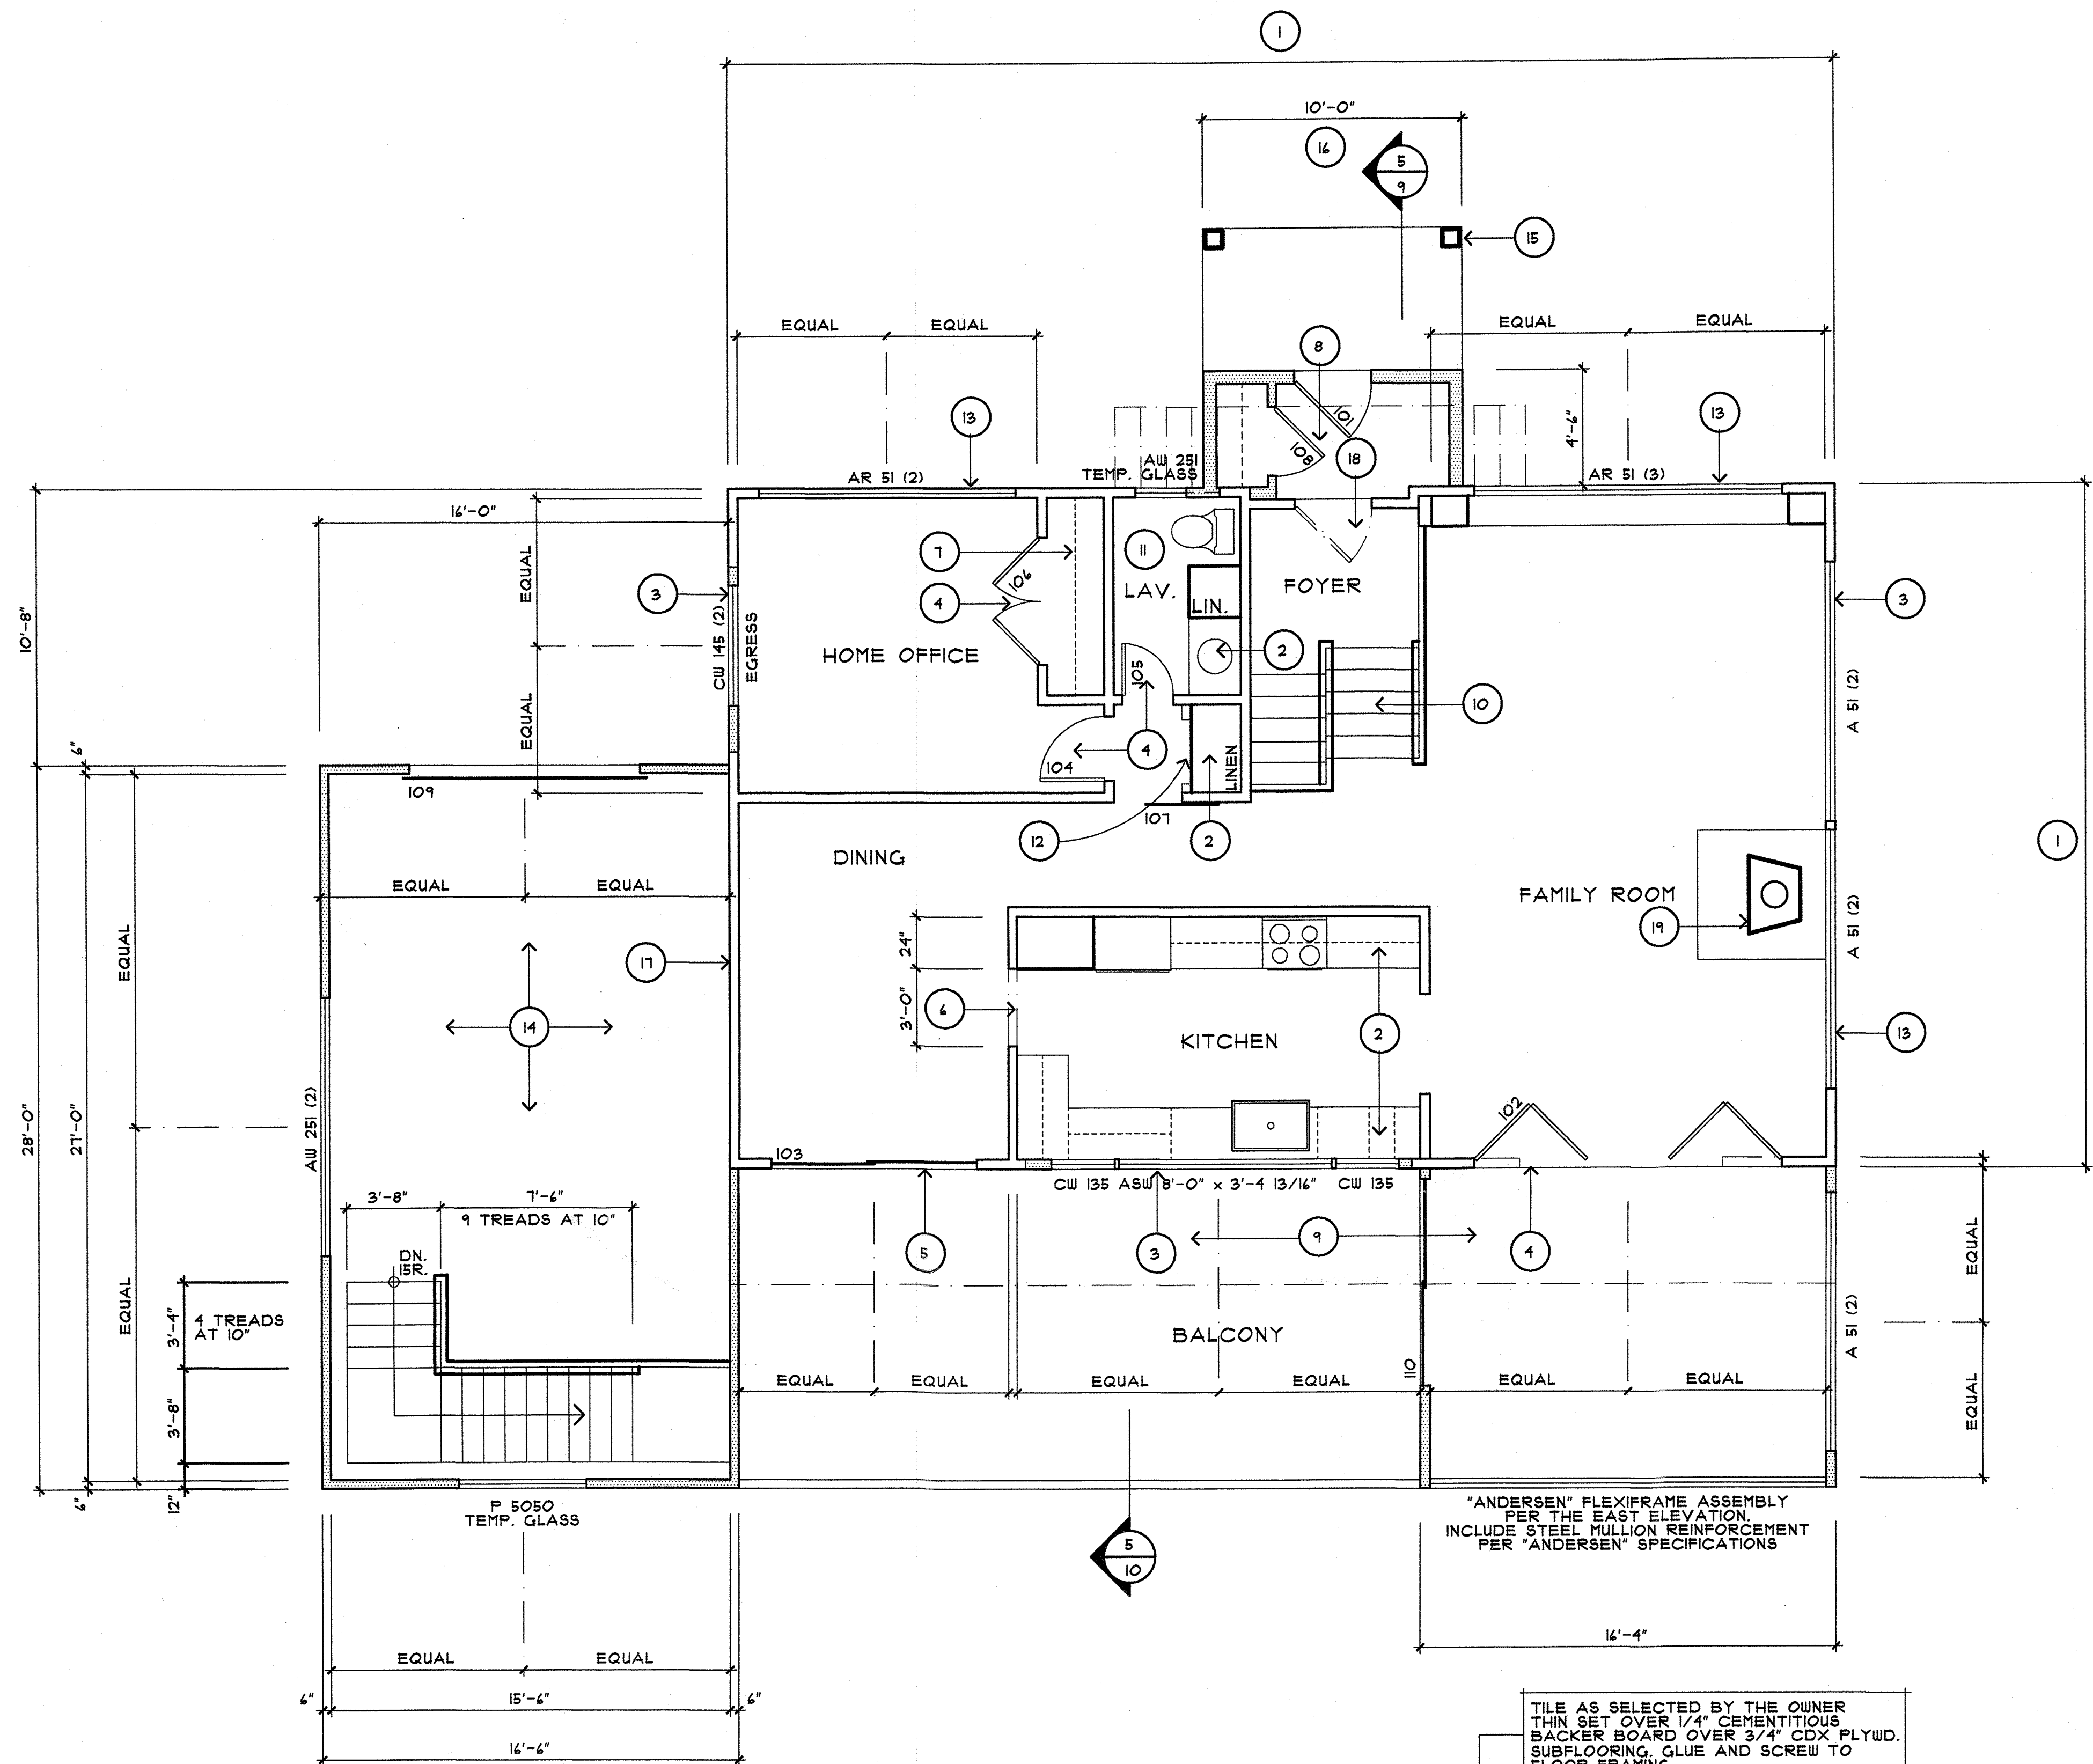 1
10'-0"
16
5
9
15
EQUAL
EQUAL
EQUAL
EQUAL
8
13
13
4'-6"
101
108
18
AW 251
TEMP. GLASS
AR 51 (2)
AR 51 (3)
16'-0"
EQUAL
7
106
11
4
LAV.
LIN.
FOYER
3
3
10'-8"
CW 145 (2)
EGRESS
HOME OFFICE
2
105
A 51 (2)
10
EQUAL
4
104
LINEN
6"
109
107
12
2
1
DINING
EQUAL
EQUAL
FAMILY ROOM
19
A 51 (2)
24"
17
EQUAL
6
3'-0"
14
KITCHEN
2
13
28'-0"
27'-0"
AW 251 (2)
102
103
CW 135 ASW 8'-0" x 3'-4 13/16" CW 135
3'-8"
7'-6"
9 TREADS AT 10"
5
3
9
4
EQUAL
DN.
15R.
EQUAL
3'-4"
4 TREADS
AT 10"
BALCONY
A 51 (2)
110
EQUAL
EQUAL
EQUAL
EQUAL
EQUAL
EQUAL
3'-8"
EQUAL
6"
12"
P 5050
TEMP. GLASS
"ANDERSEN" FLEXIFRAME ASSEMBLY
PER THE EAST ELEVATION.
INCLUDE STEEL MULLION REINFORCEMENT
PER "ANDERSEN" SPECIFICATIONS
5
10
16'-4"
EQUAL
EQUAL
6"
15'-6"
6"
16'-6"
TILE AS SELECTED BY THE OWNER
THIN SET OVER 1/4" CEMENTITIOUS
BACKER BOARD OVER 3/4" CDX PLYWD.
SUBFLOORING. GLUE AND SCREW TO
FLOOR FRAMING